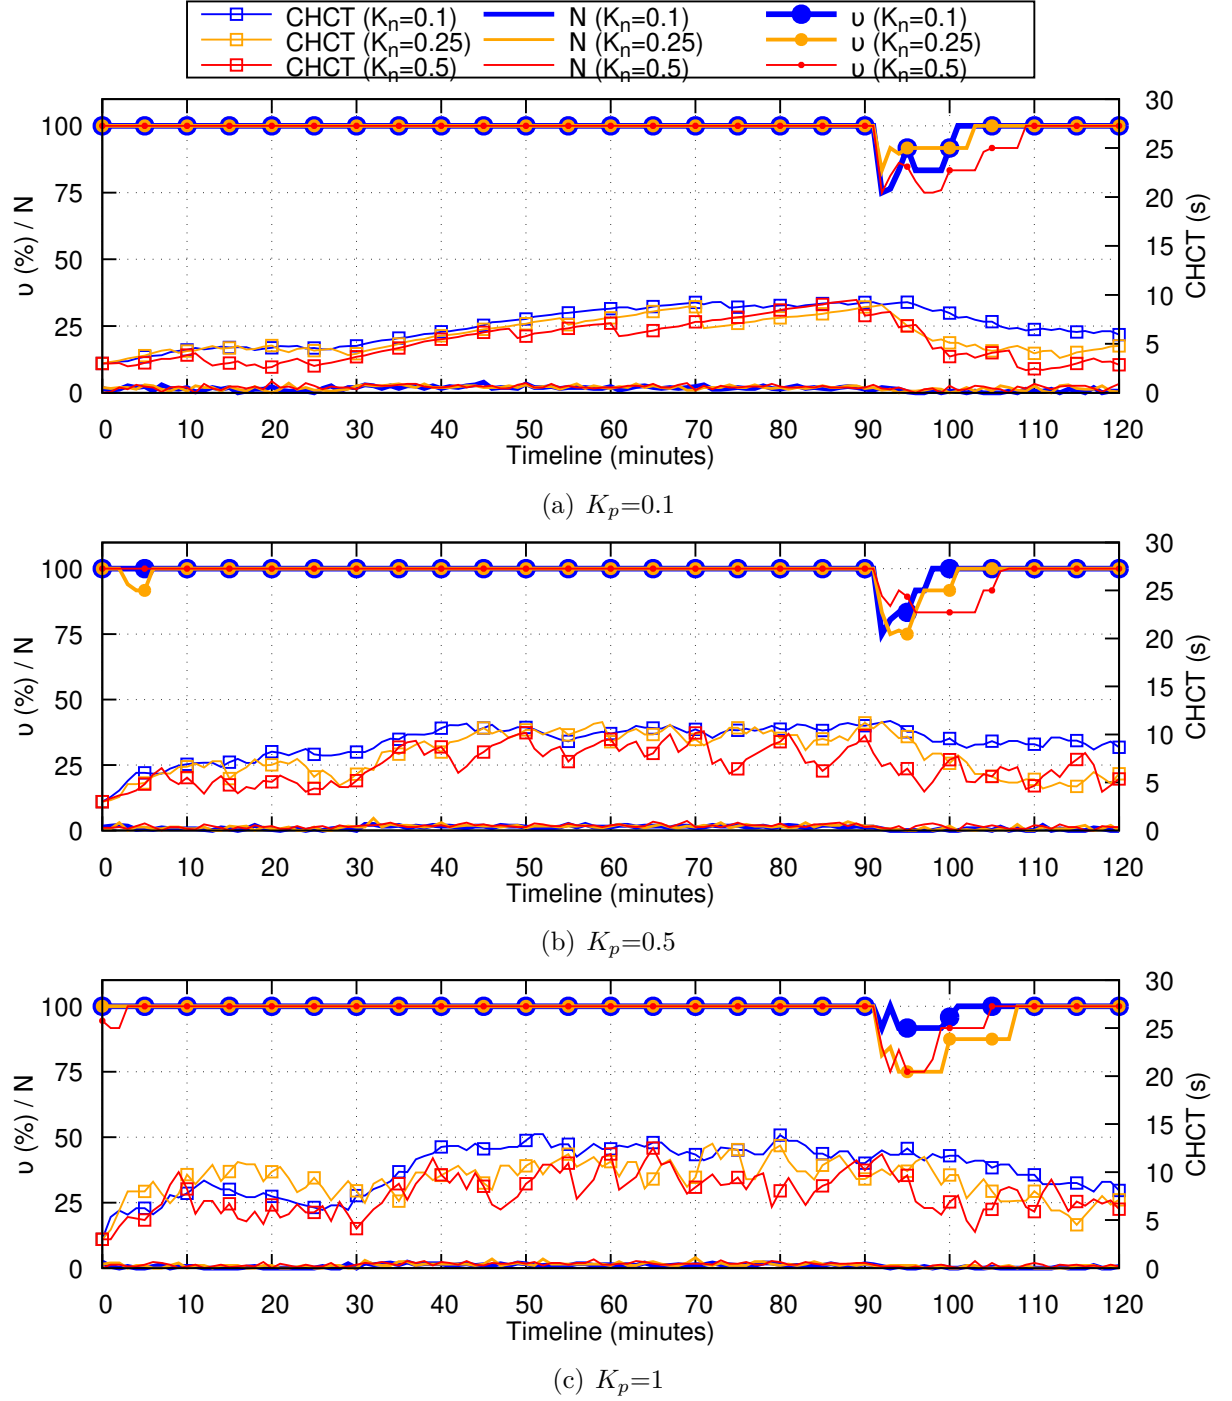 CHCT (Kn=0.1) N (Kn=0.1) υ (Kn=0.1)
CHCT (Kn=0.25) N (Kn=0.25) υ (Kn=0.25)
CHCT (Kn=0.5) N (Kn=0.5) υ (Kn=0.5)
υ (%) / N
100
75
50
25
0
30
25
20
15
10
5
0
CHCT (s)
0 10 20 30 40 50 60 70 80 90 100 110 120
Timeline (minutes)
(a) Kp=0.1
υ (%) / N
100
75
50
25
0
30
25
20
15
10
5
0
CHCT (s)
0 10 20 30 40 50 60 70 80 90 100 110 120
Timeline (minutes)
(b) Kp=0.5
υ (%) / N
100
75
50
25
0
30
25
20
15
10
5
0
CHCT (s)
0 10 20 30 40 50 60 70 80 90 100 110 120
Timeline (minutes)
(c) Kp=1